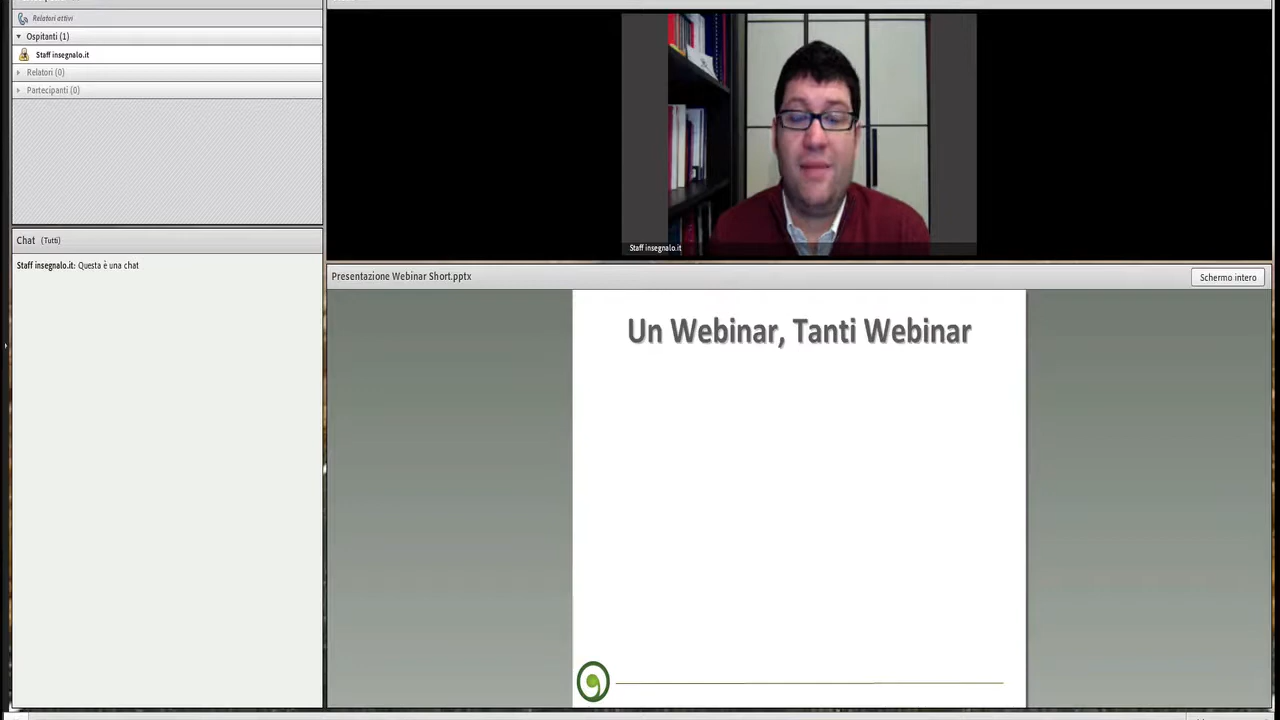 Relatori attivi
Ospitanti (1)
Staff insegnalo.it
Relatori (0)
Partecipanti (0)
Chat (Tutti)
Staff insegnalo.it: Questa è una chat
Staff insegnalo.it
Presentazione Webinar Short.pptx
Schermo intero
Un Webinar, Tanti Webinar